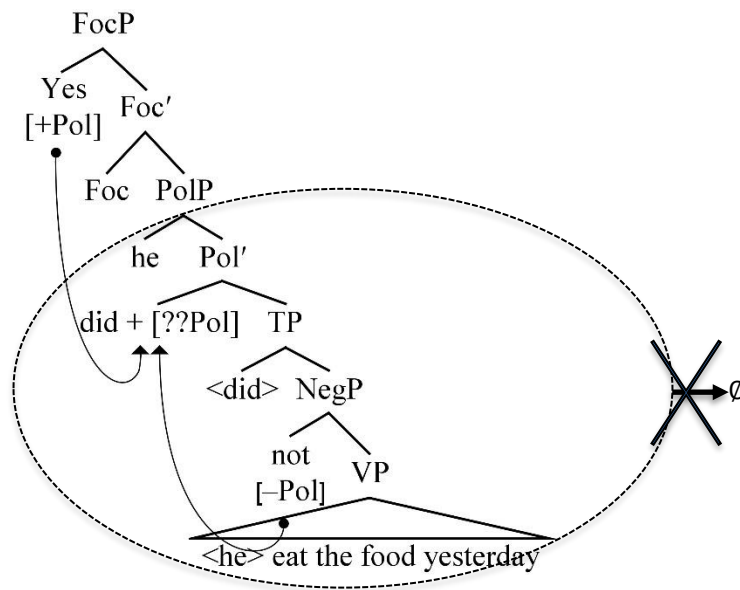 FocP
Yes Foc′
[+Pol]
Foc PolP
he Pol′
did + [??Pol] TP
<did> NegP
not VP
[–Pol]
<he> eat the food yesterday
∅